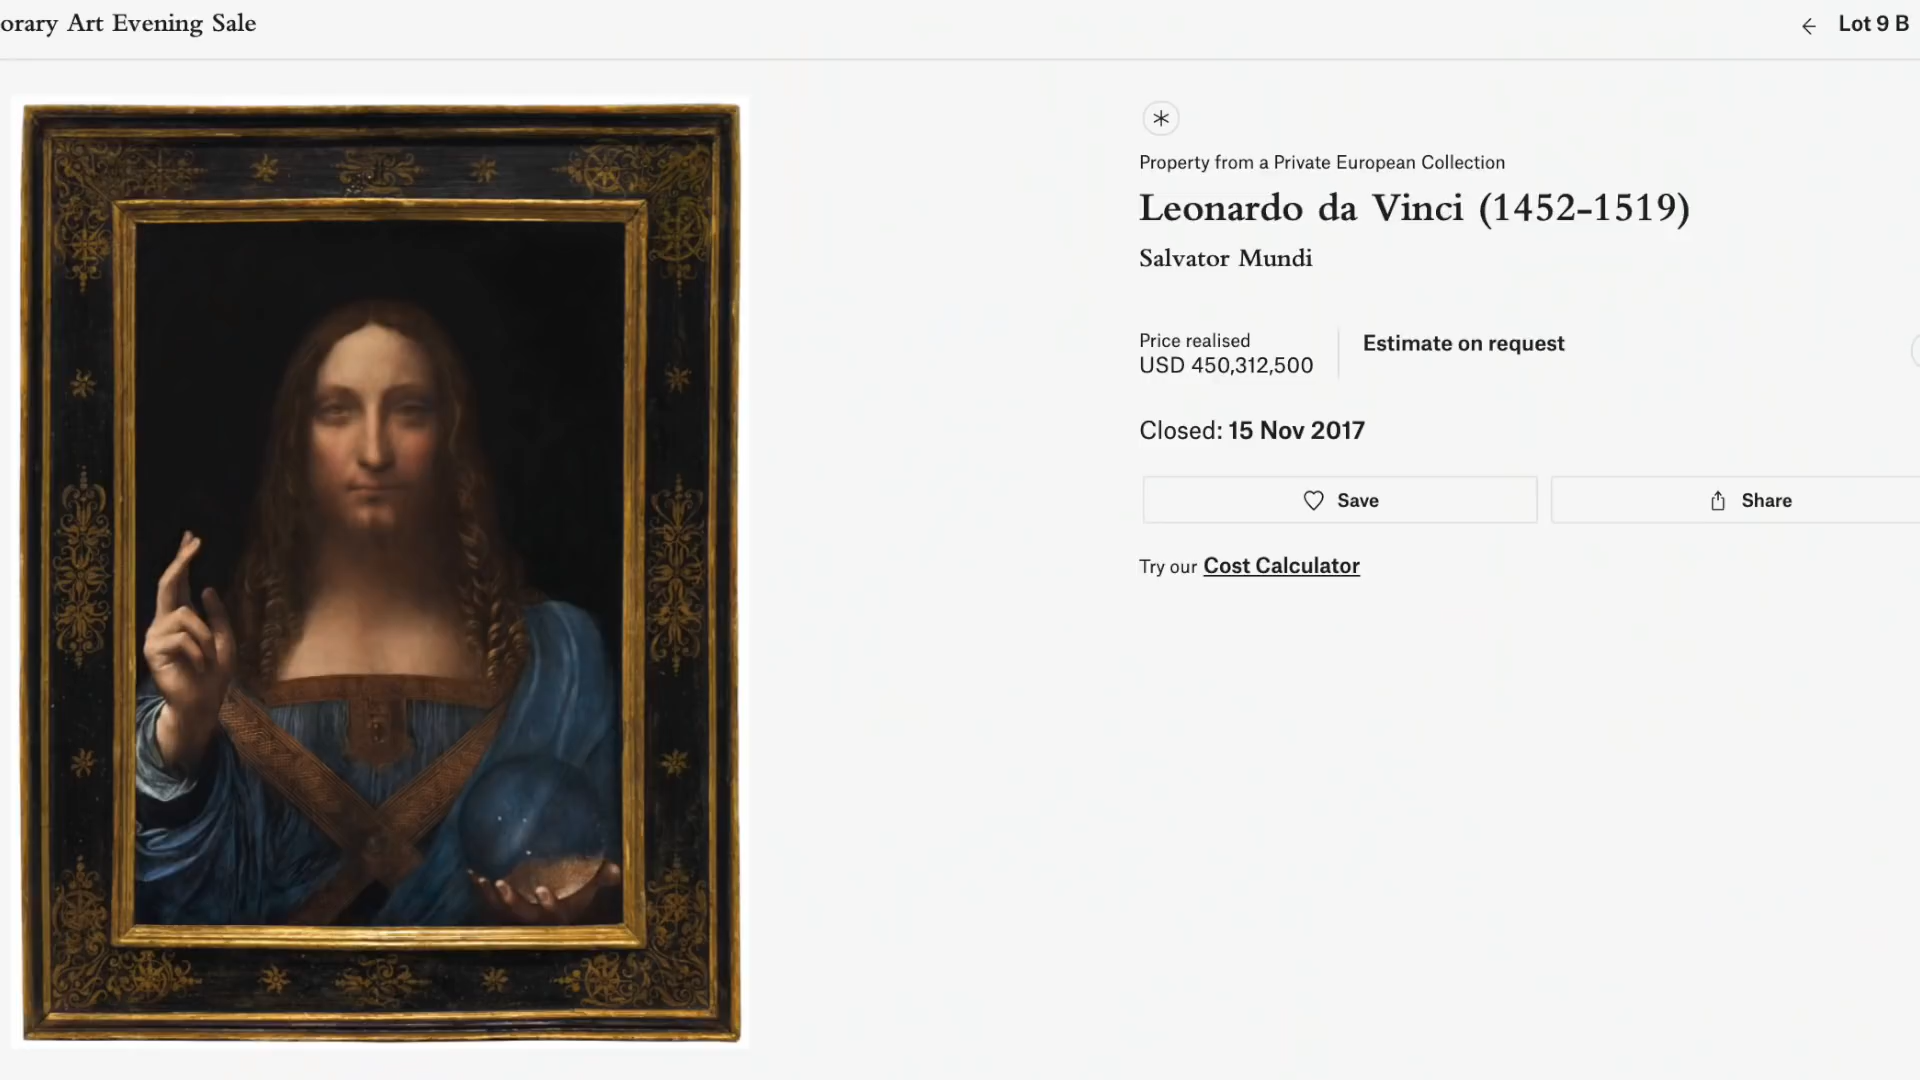 orary Art Evening Sale
Lot 9 B
Property from a Private European Collection
Leonardo da Vinci (1452–1519)
Salvator Mundi
Price realised
USD 450,312,500
Estimate on request
Closed: 15 Nov 2017
Save
Share
Try our Cost Calculator